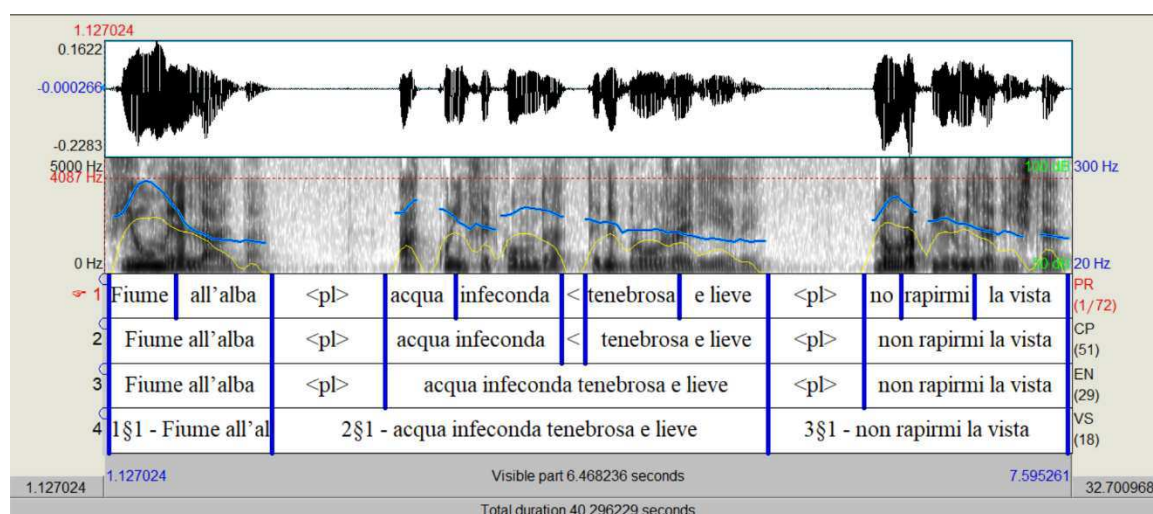 1.127024
0.1622
-0.000266
-0.2283
5000 Hz
4087 Hz
100 dB
300 Hz
0 Hz
20 Hz
1 Fiume all'alba <pl> acqua infeconda < tenebrosa e lieve <pl> no rapirmi la vista PR (1/72)
2 Fiume all'alba <pl> acqua infeconda < tenebrosa e lieve <pl> non rapirmi la vista CP (51)
3 Fiume all'alba <pl> acqua infeconda tenebrosa e lieve <pl> non rapirmi la vista EN (29)
4 1§1 - Fiume all'al 2§1 - acqua infeconda tenebrosa e lieve 3§1 - non rapirmi la vista VS (18)
1.127024 1.127024 Visible part 6.468236 seconds 7.595261 32.700968
Total duration 40.296229 seconds